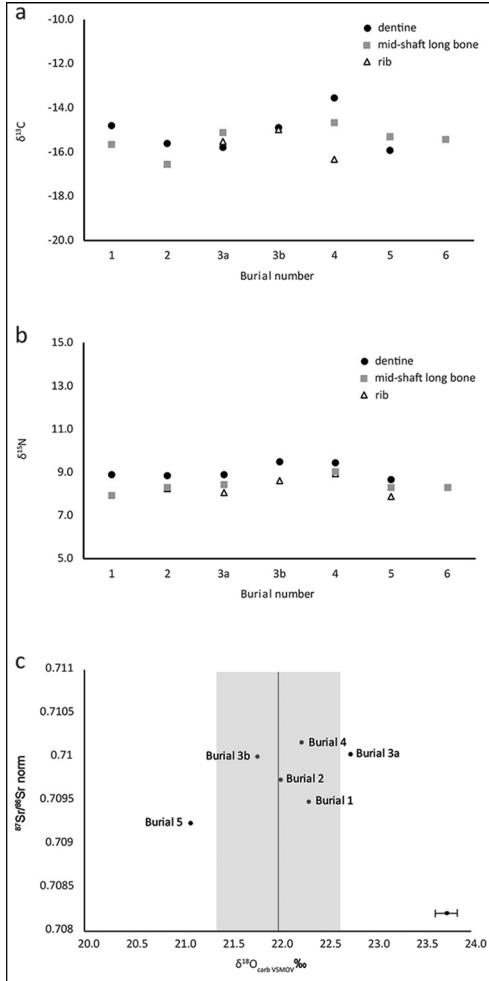 a
-10.0
-12.0
-14.0
-16.0
-18.0
-20.0
δ¹³C
dentine
mid-shaft long bone
rib
1 2 3a 3b 4 5 6
Burial number
b
15.0
13.0
11.0
9.0
7.0
5.0
δ¹⁵N
dentine
mid-shaft long bone
rib
1 2 3a 3b 4 5 6
Burial number
c
0.711
0.7105
0.71
0.7095
0.709
0.7085
0.708
⁸⁷Sr/⁸⁶Sr norm
Burial 4
Burial 3b
Burial 3a
Burial 2
Burial 1
Burial 5
20.0 20.5 21.0 21.5 22.0 22.5 23.0 23.5 24.0
δ¹⁸O carb VSMOV ‰